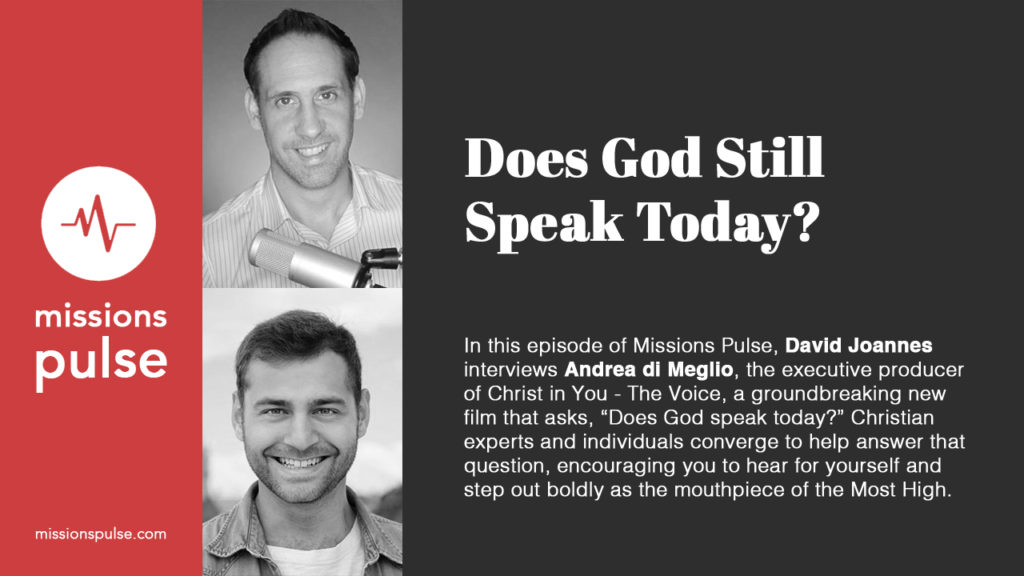 missions
pulse
missionspulse.com
Does God Still
Speak Today?
In this episode of Missions Pulse, David Joannes
interviews Andrea di Meglio, the executive producer
of Christ in You - The Voice, a groundbreaking new
film that asks, “Does God speak today?” Christian
experts and individuals converge to help answer that
question, encouraging you to hear for yourself and
step out boldly as the mouthpiece of the Most High.